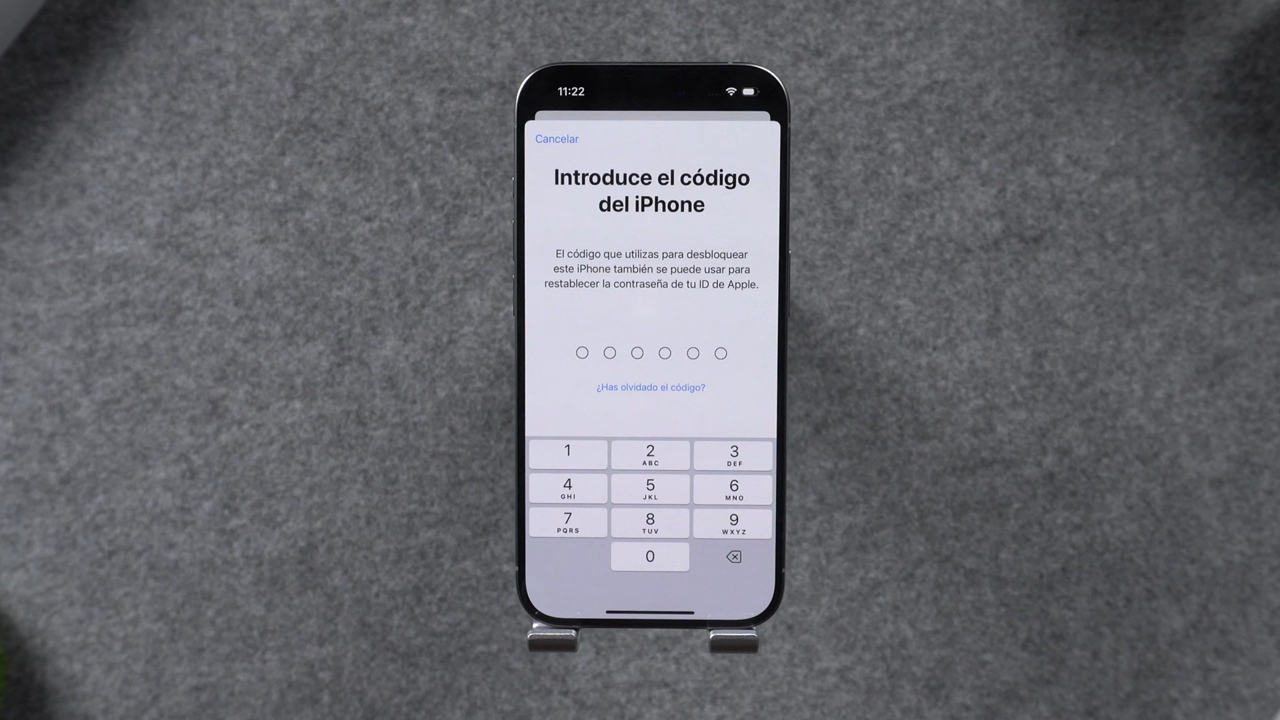 11:22
Cancelar
Introduce el código
del iPhone
El código que utilizas para desbloquear
este iPhone también se puede usar para
restablecer la contraseña de tu ID de Apple.
¿Has olvidado el código?
1 2 3
ABC DEF
4 5 6
GHI JKL MNO
7 8 9
PQRS TUV WXYZ
0